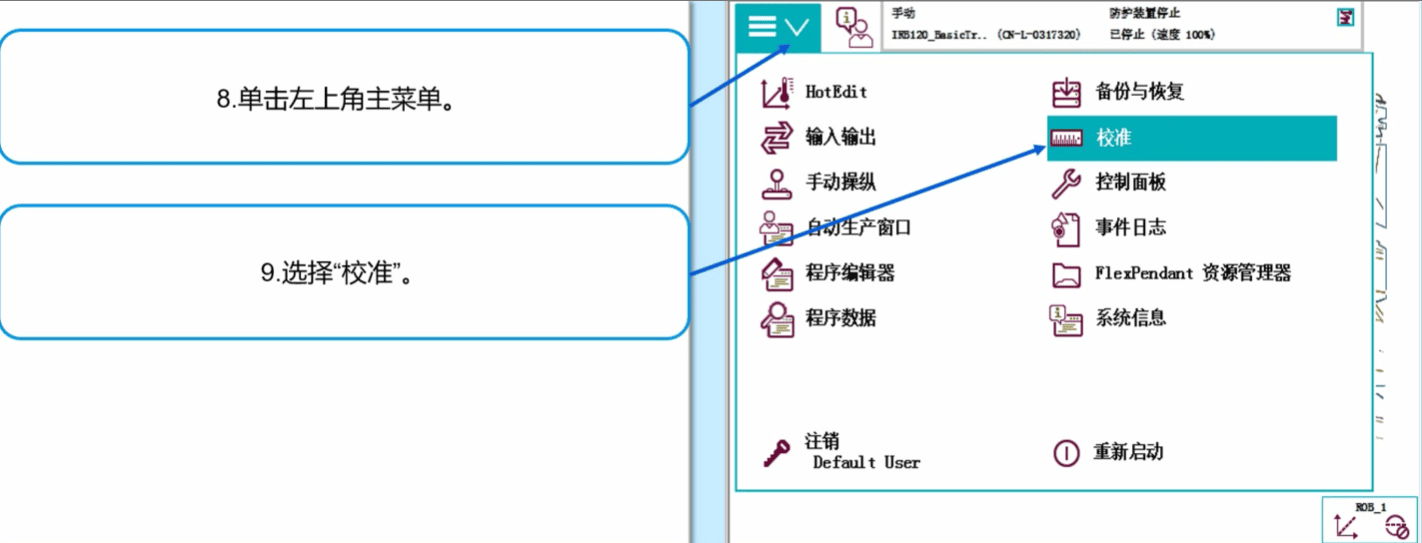 8.单击左上角主菜单。
9.选择“校准”。
手动
防护装置停止
IRB120_BasicTr.. (CN-L-0317320)
已停止 (速度 100%)
HotEdit
备份与恢复
输入输出
校准
手动操纵
控制面板
自动生产窗口
事件日志
程序编辑器
FlexPendant 资源管理器
程序数据
系统信息
注销
Default User
重新启动
ROB_1